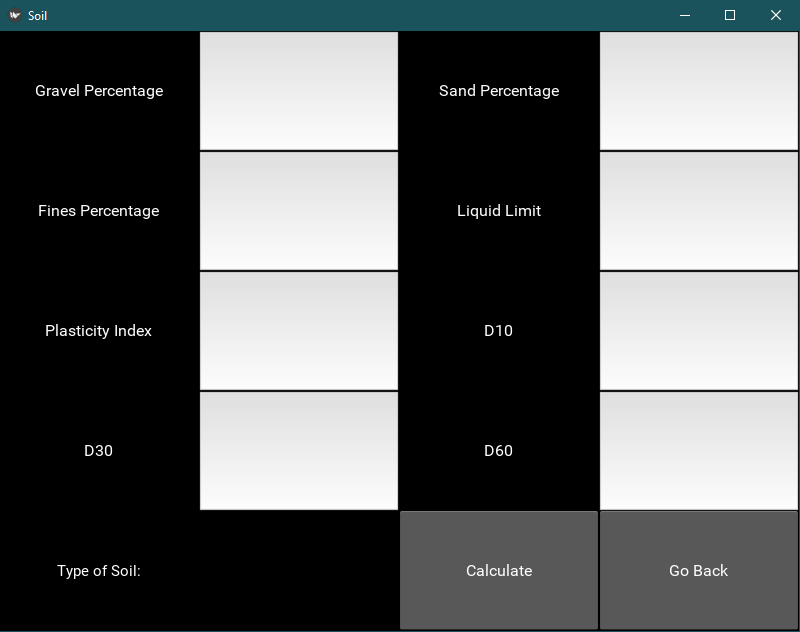 Soil
Gravel Percentage
Sand Percentage
Fines Percentage
Liquid Limit
Plasticity Index
D10
D30
D60
Type of Soil:
Calculate
Go Back